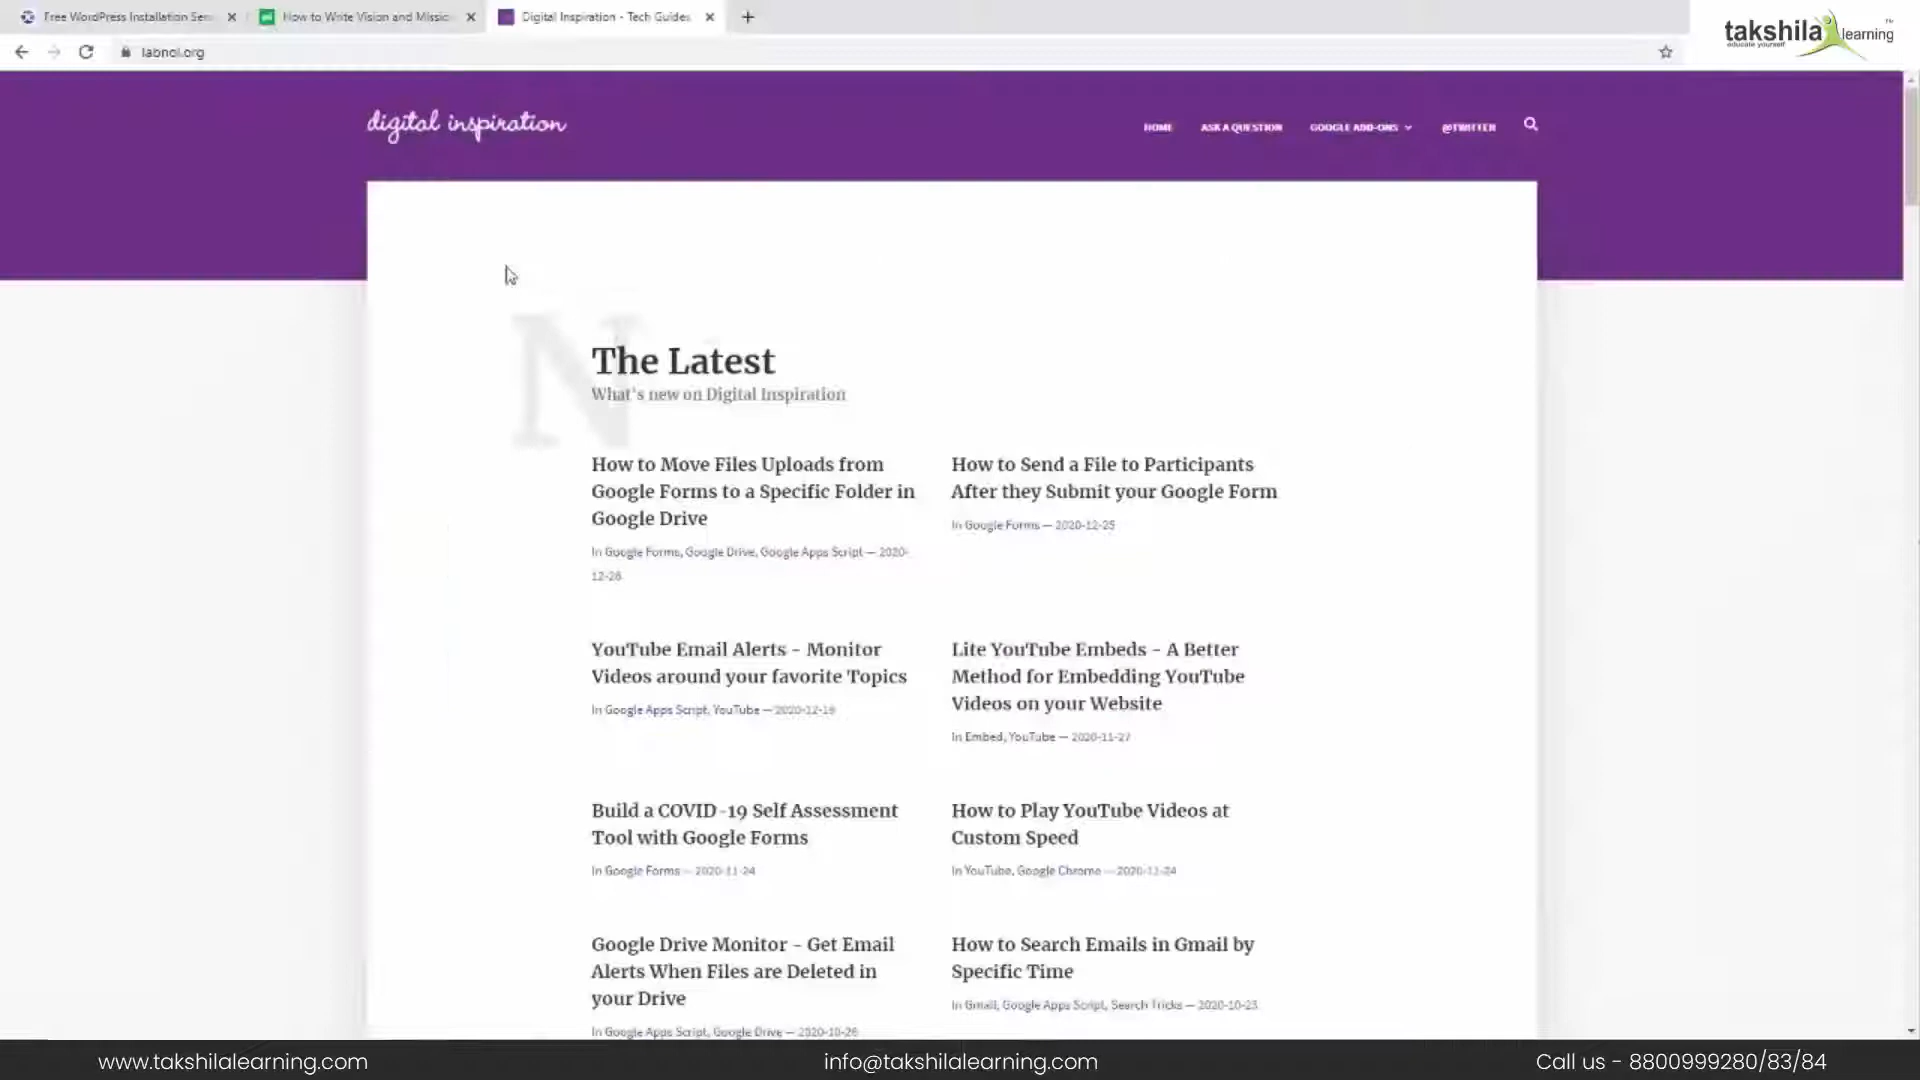 Free WordPress Installation Ser
How to Write Vision and Missio
Digital Inspiration - Tech Guides
labnol.org
takshila learning
educate yourself
TM
digital inspiration
HOME
ASK A QUESTION
GOOGLE ADD-ONS
@TWITTER
N
The Latest
What's new on Digital Inspiration
How to Move Files Uploads from
Google Forms to a Specific Folder in
Google Drive
In Google Forms, Google Drive, Google Apps Script — 2020-
12-28
How to Send a File to Participants
After they Submit your Google Form
In Google Forms — 2020-12-25
YouTube Email Alerts - Monitor
Videos around your favorite Topics
In Google Apps Script, YouTube — 2020-12-19
Lite YouTube Embeds - A Better
Method for Embedding YouTube
Videos on your Website
In Embed, YouTube — 2020-11-27
Build a COVID-19 Self Assessment
Tool with Google Forms
In Google Forms — 2020-11-24
How to Play YouTube Videos at
Custom Speed
In YouTube, Google Chrome — 2020-11-24
Google Drive Monitor - Get Email
Alerts When Files are Deleted in
your Drive
In Google Apps Script, Google Drive — 2020-10-26
How to Search Emails in Gmail by
Specific Time
In Gmail, Google Apps Script, Search Tricks — 2020-10-23
www.takshilalearning.com
info@takshilalearning.com
Call us - 8800999280/83/84